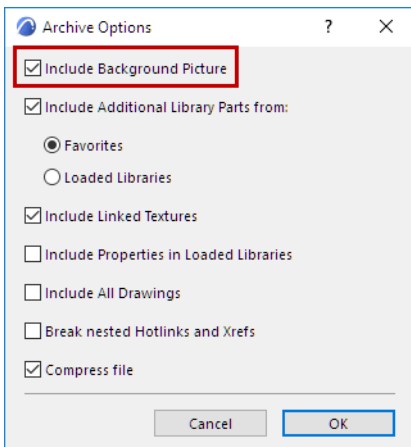 Archive Options
?
Include Background Picture
Include Additional Library Parts from:
Favorites
Loaded Libraries
Include Linked Textures
Include Properties in Loaded Libraries
Include All Drawings
Break nested Hotlinks and Xrefs
Compress file
Cancel
OK